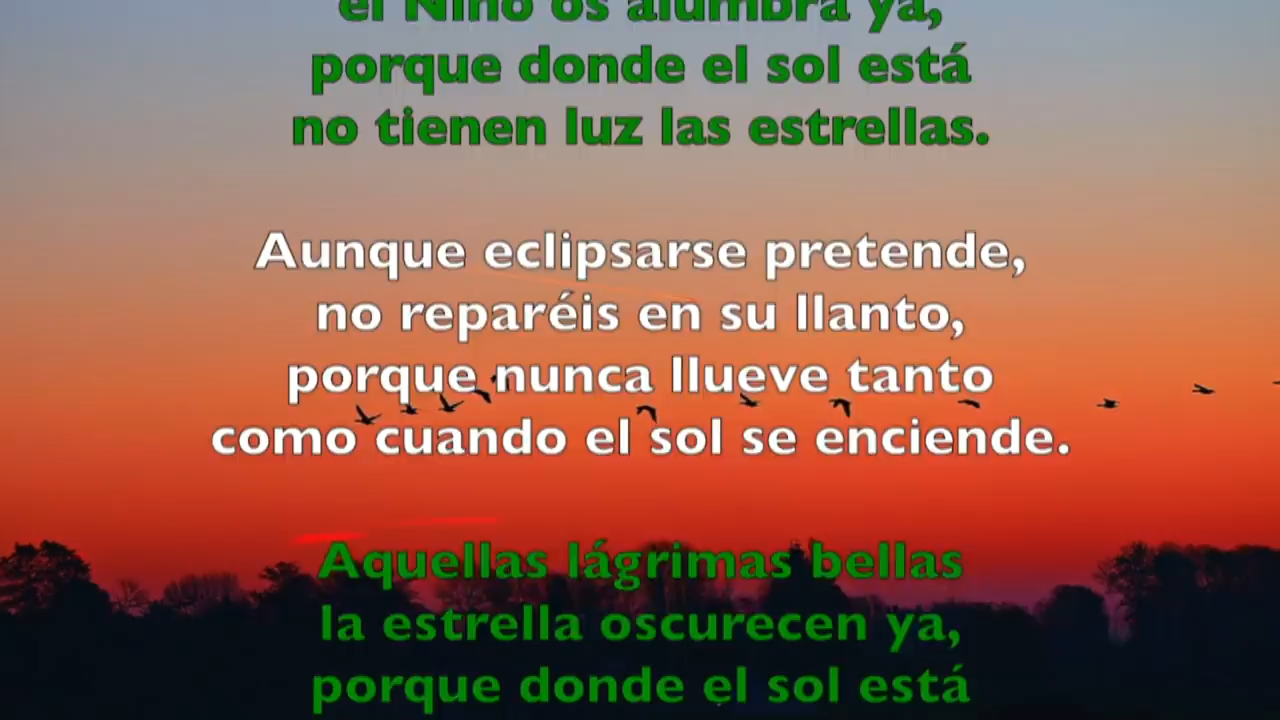 el Niño os alumbra ya,
porque donde el sol está
no tienen luz las estrellas.
Aunque eclipsarse pretende,
no reparéis en su llanto,
porque nunca llueve tanto
como cuando el sol se enciende.
Aquellas lágrimas bellas
la estrella oscurecen ya,
porque donde el sol está